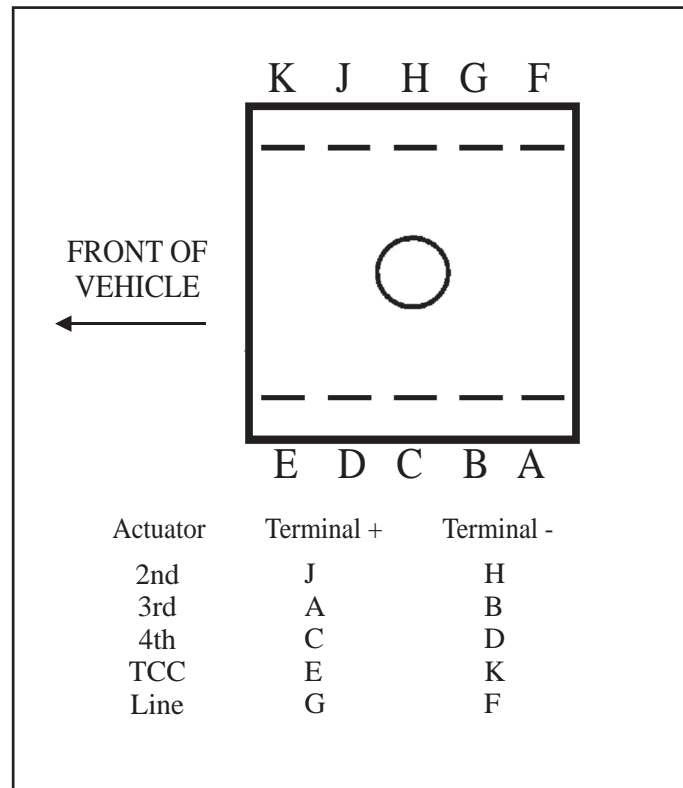 K J H G F
FRONT OF
VEHICLE
E D C B A
Actuator Terminal + Terminal -
2nd J H
3rd A B
4th C D
TCC E K
Line G F